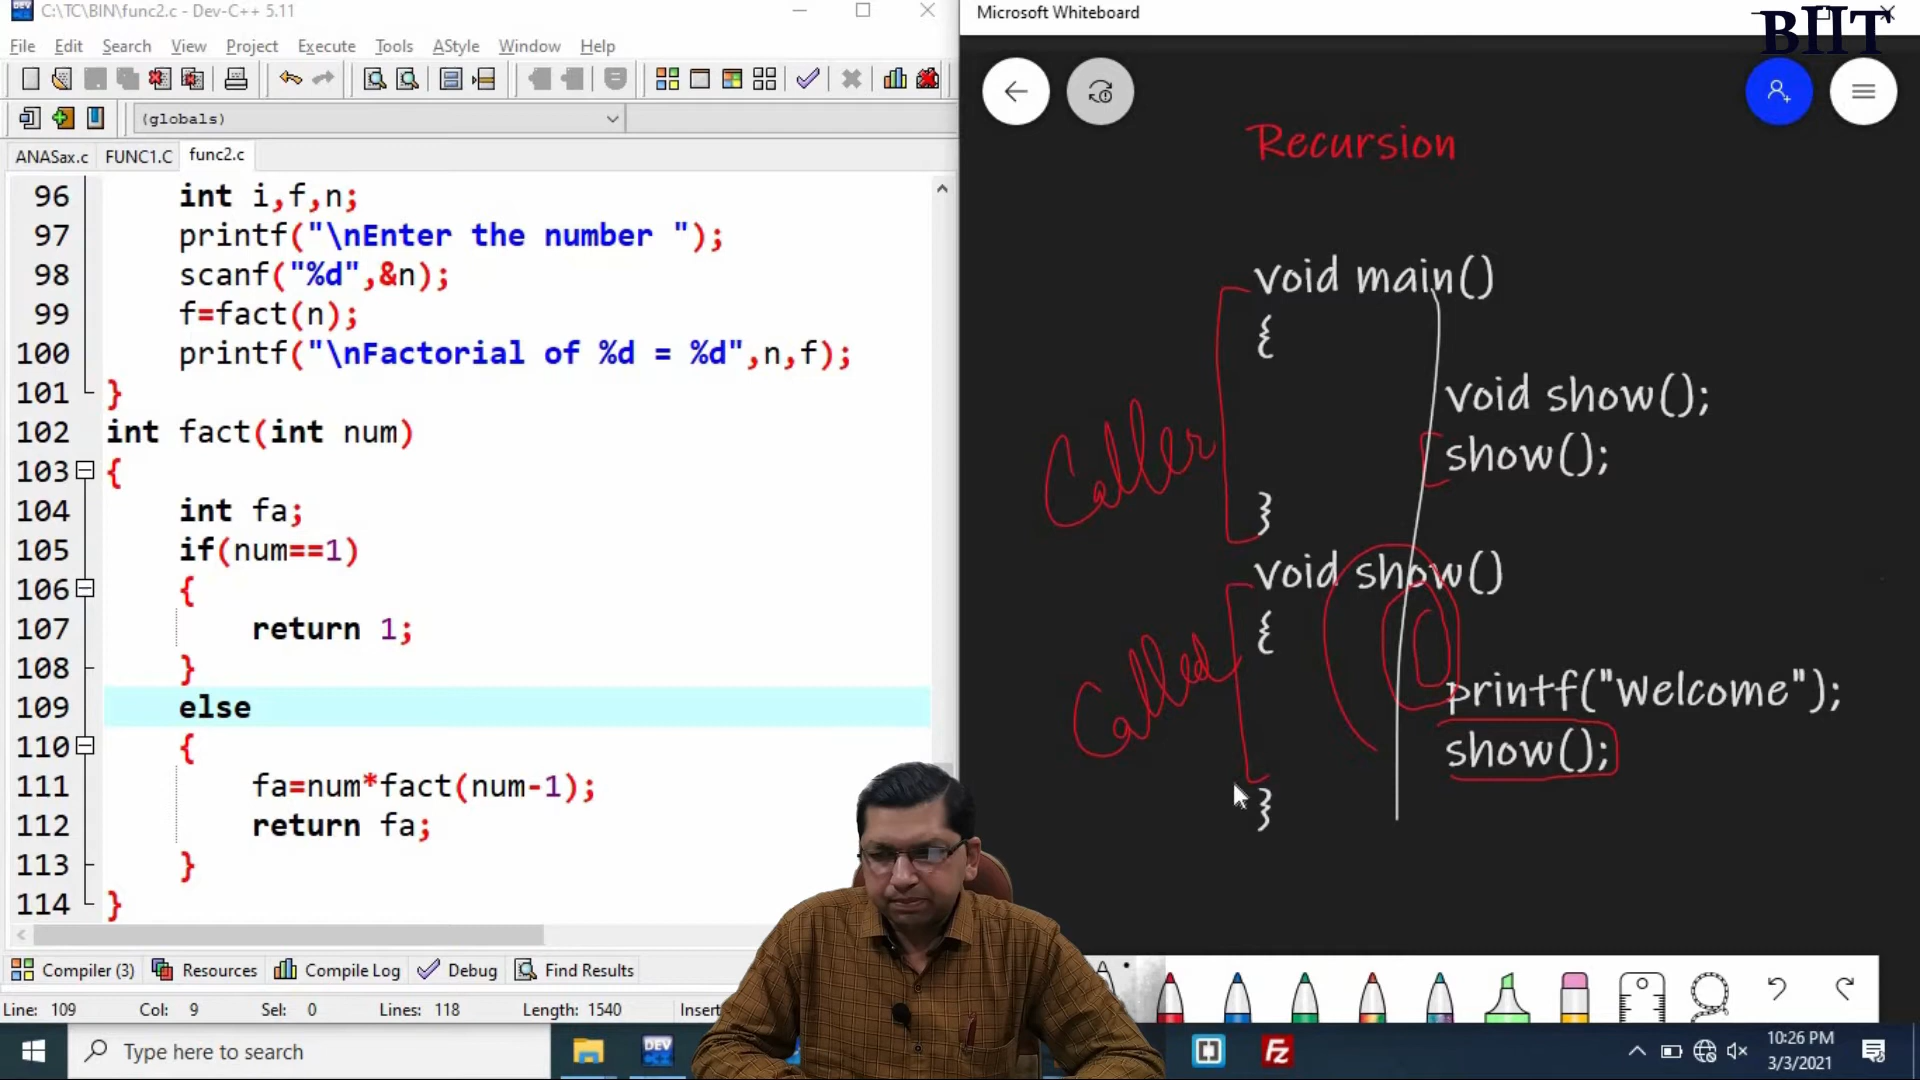 C:\TC\BIN\func2.c - Dev-C++ 5.11
File Edit Search View Project Execute Tools AStyle Window Help
(globals)
ANASax.c FUNC1.C func2.c
96 int i,f,n;
97 printf("\nEnter the number ");
98 scanf("%d",&n);
99 f=fact(n);
100 printf("\nFactorial of %d = %d",n,f);
101 }
102 int fact(int num)
103 {
104 int fa;
105 if(num==1)
106 {
107 return 1;
108 }
109 else
110 {
111 fa=num*fact(num-1);
112 return fa;
113 }
114 }
Compiler (3) Resources Compile Log Debug Find Results
Line: 109 Col: 9 Sel: 0 Lines: 118 Length: 1540 Insert
Microsoft Whiteboard
BIIT
Recursion
void main()
{
void show();
show();
}
Caller
void show()
{
printf("Welcome");
show();
}
Called
Type here to search
DEV
Fz
10:26 PM
3/3/2021